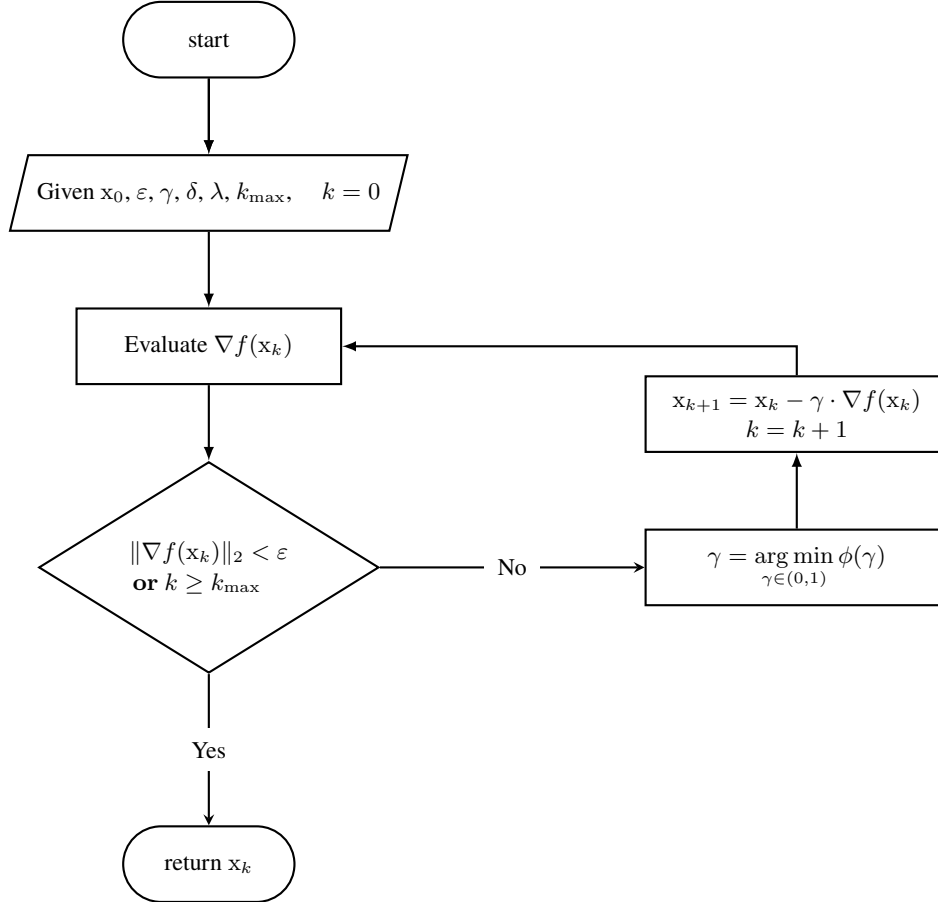 start
Given x₀, ε, γ, δ, λ, k_max, k = 0
Evaluate ∇f(x_k)
x_{k+1} = x_k − γ · ∇f(x_k)
k = k + 1
‖∇f(x_k)‖₂ < ε
or k ≥ k_max
No
γ = arg min ϕ(γ)
γ∈(0,1)
Yes
return x_k